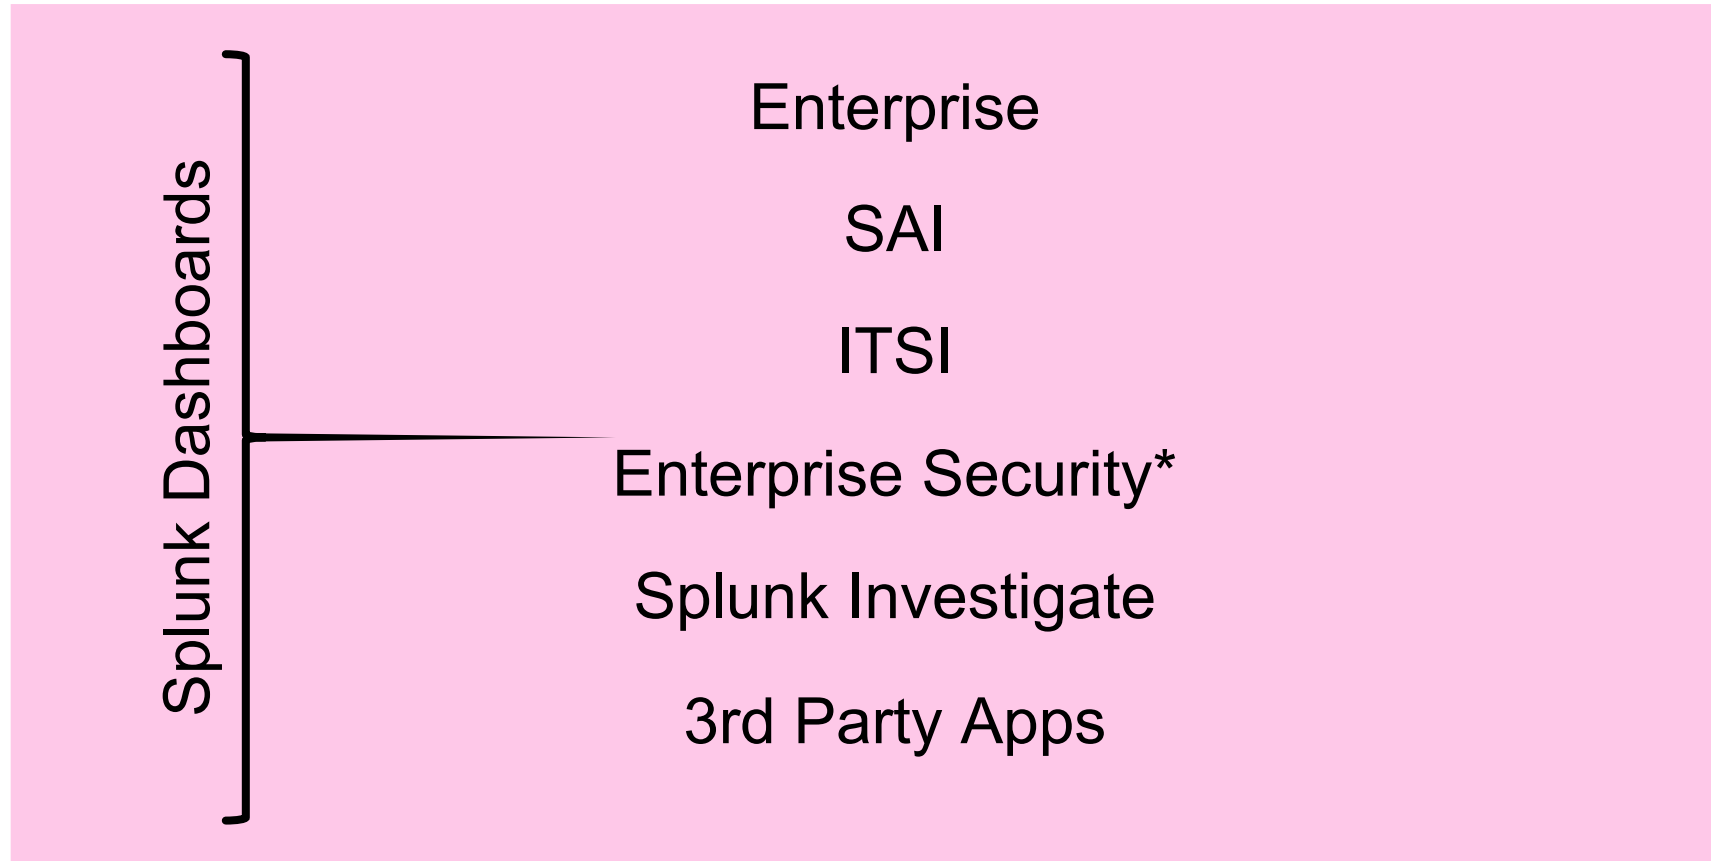 Splunk Dashboards
Enterprise
SAI
ITSI
Enterprise Security*
Splunk Investigate
3rd Party Apps